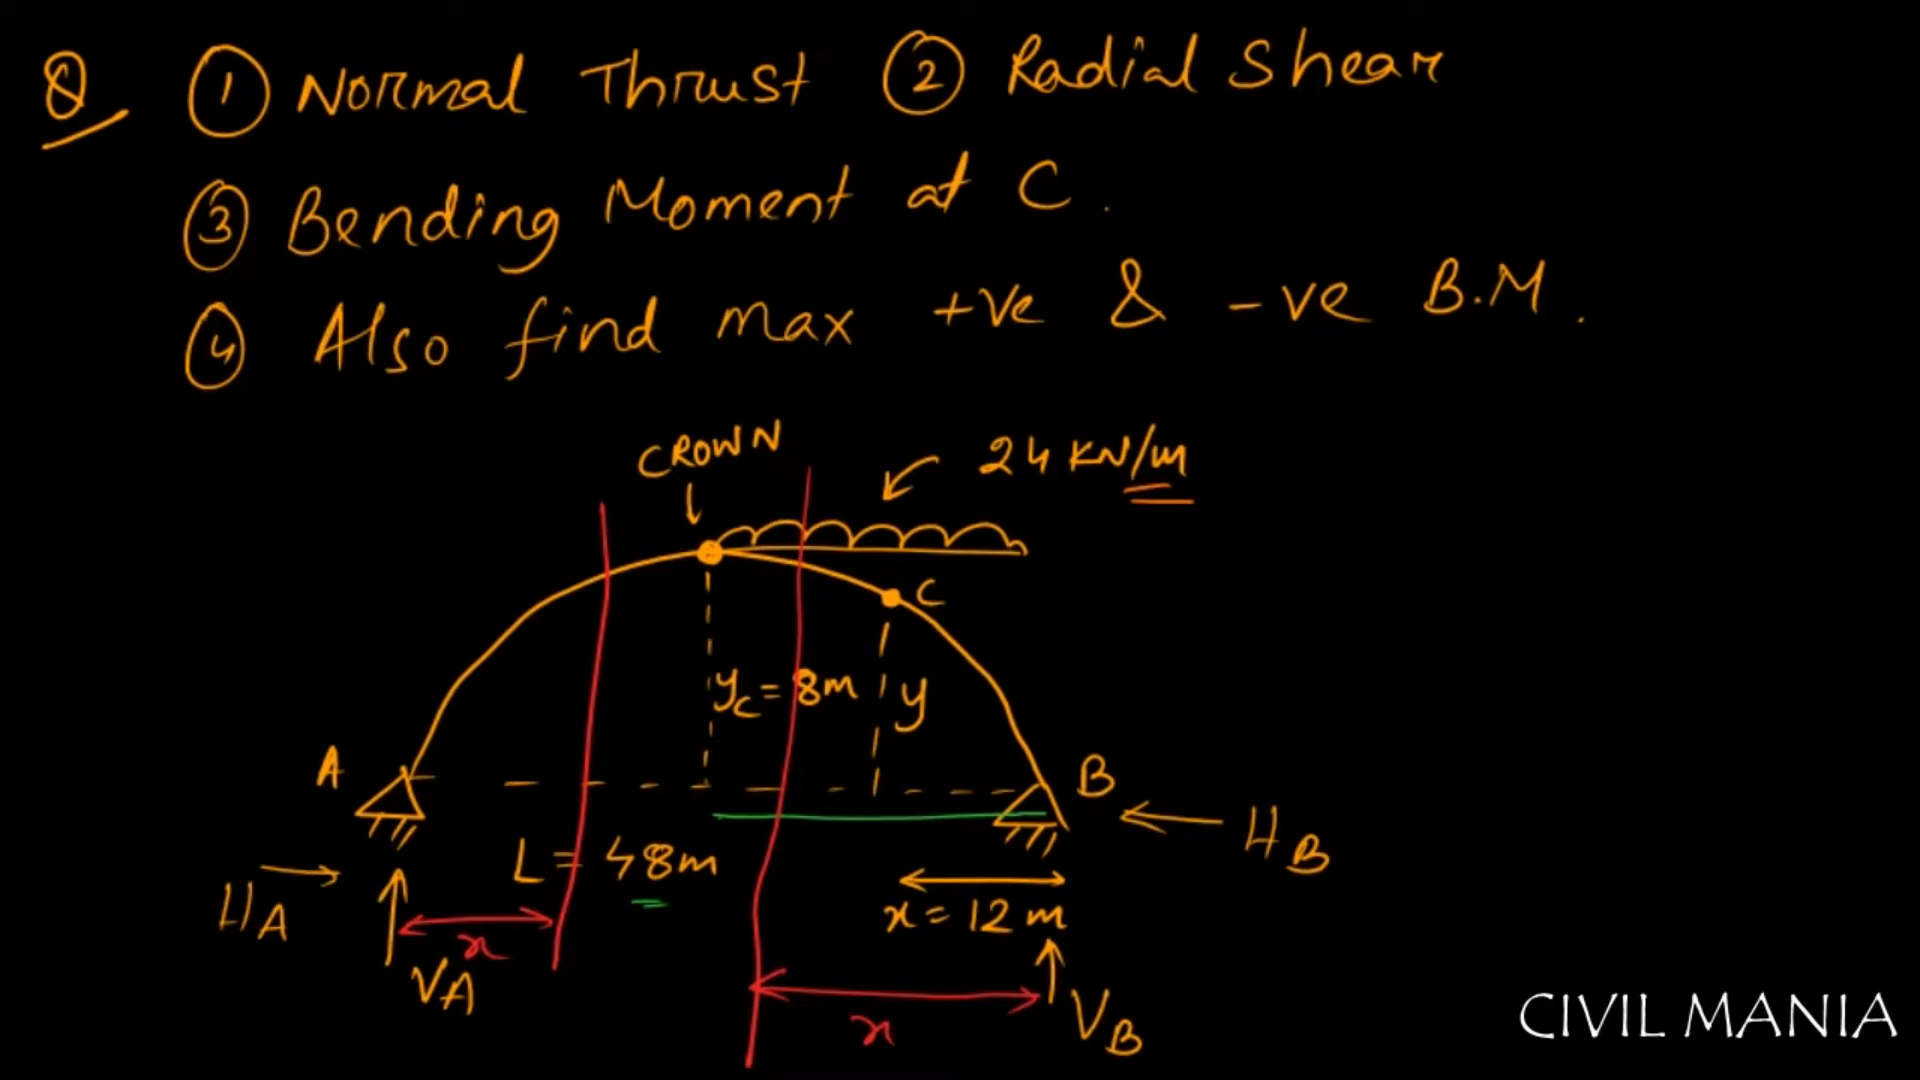 Q ① Normal Thrust ② Radial Shear
③ Bending Moment at C.
④ Also find max +ve & -ve B.M.
CROWN
24 KN/m
C
yc = 8m
y
A
B
HB
L = 48m
HA
x = 12 m
x
VA
x
VB
CIVIL MANIA